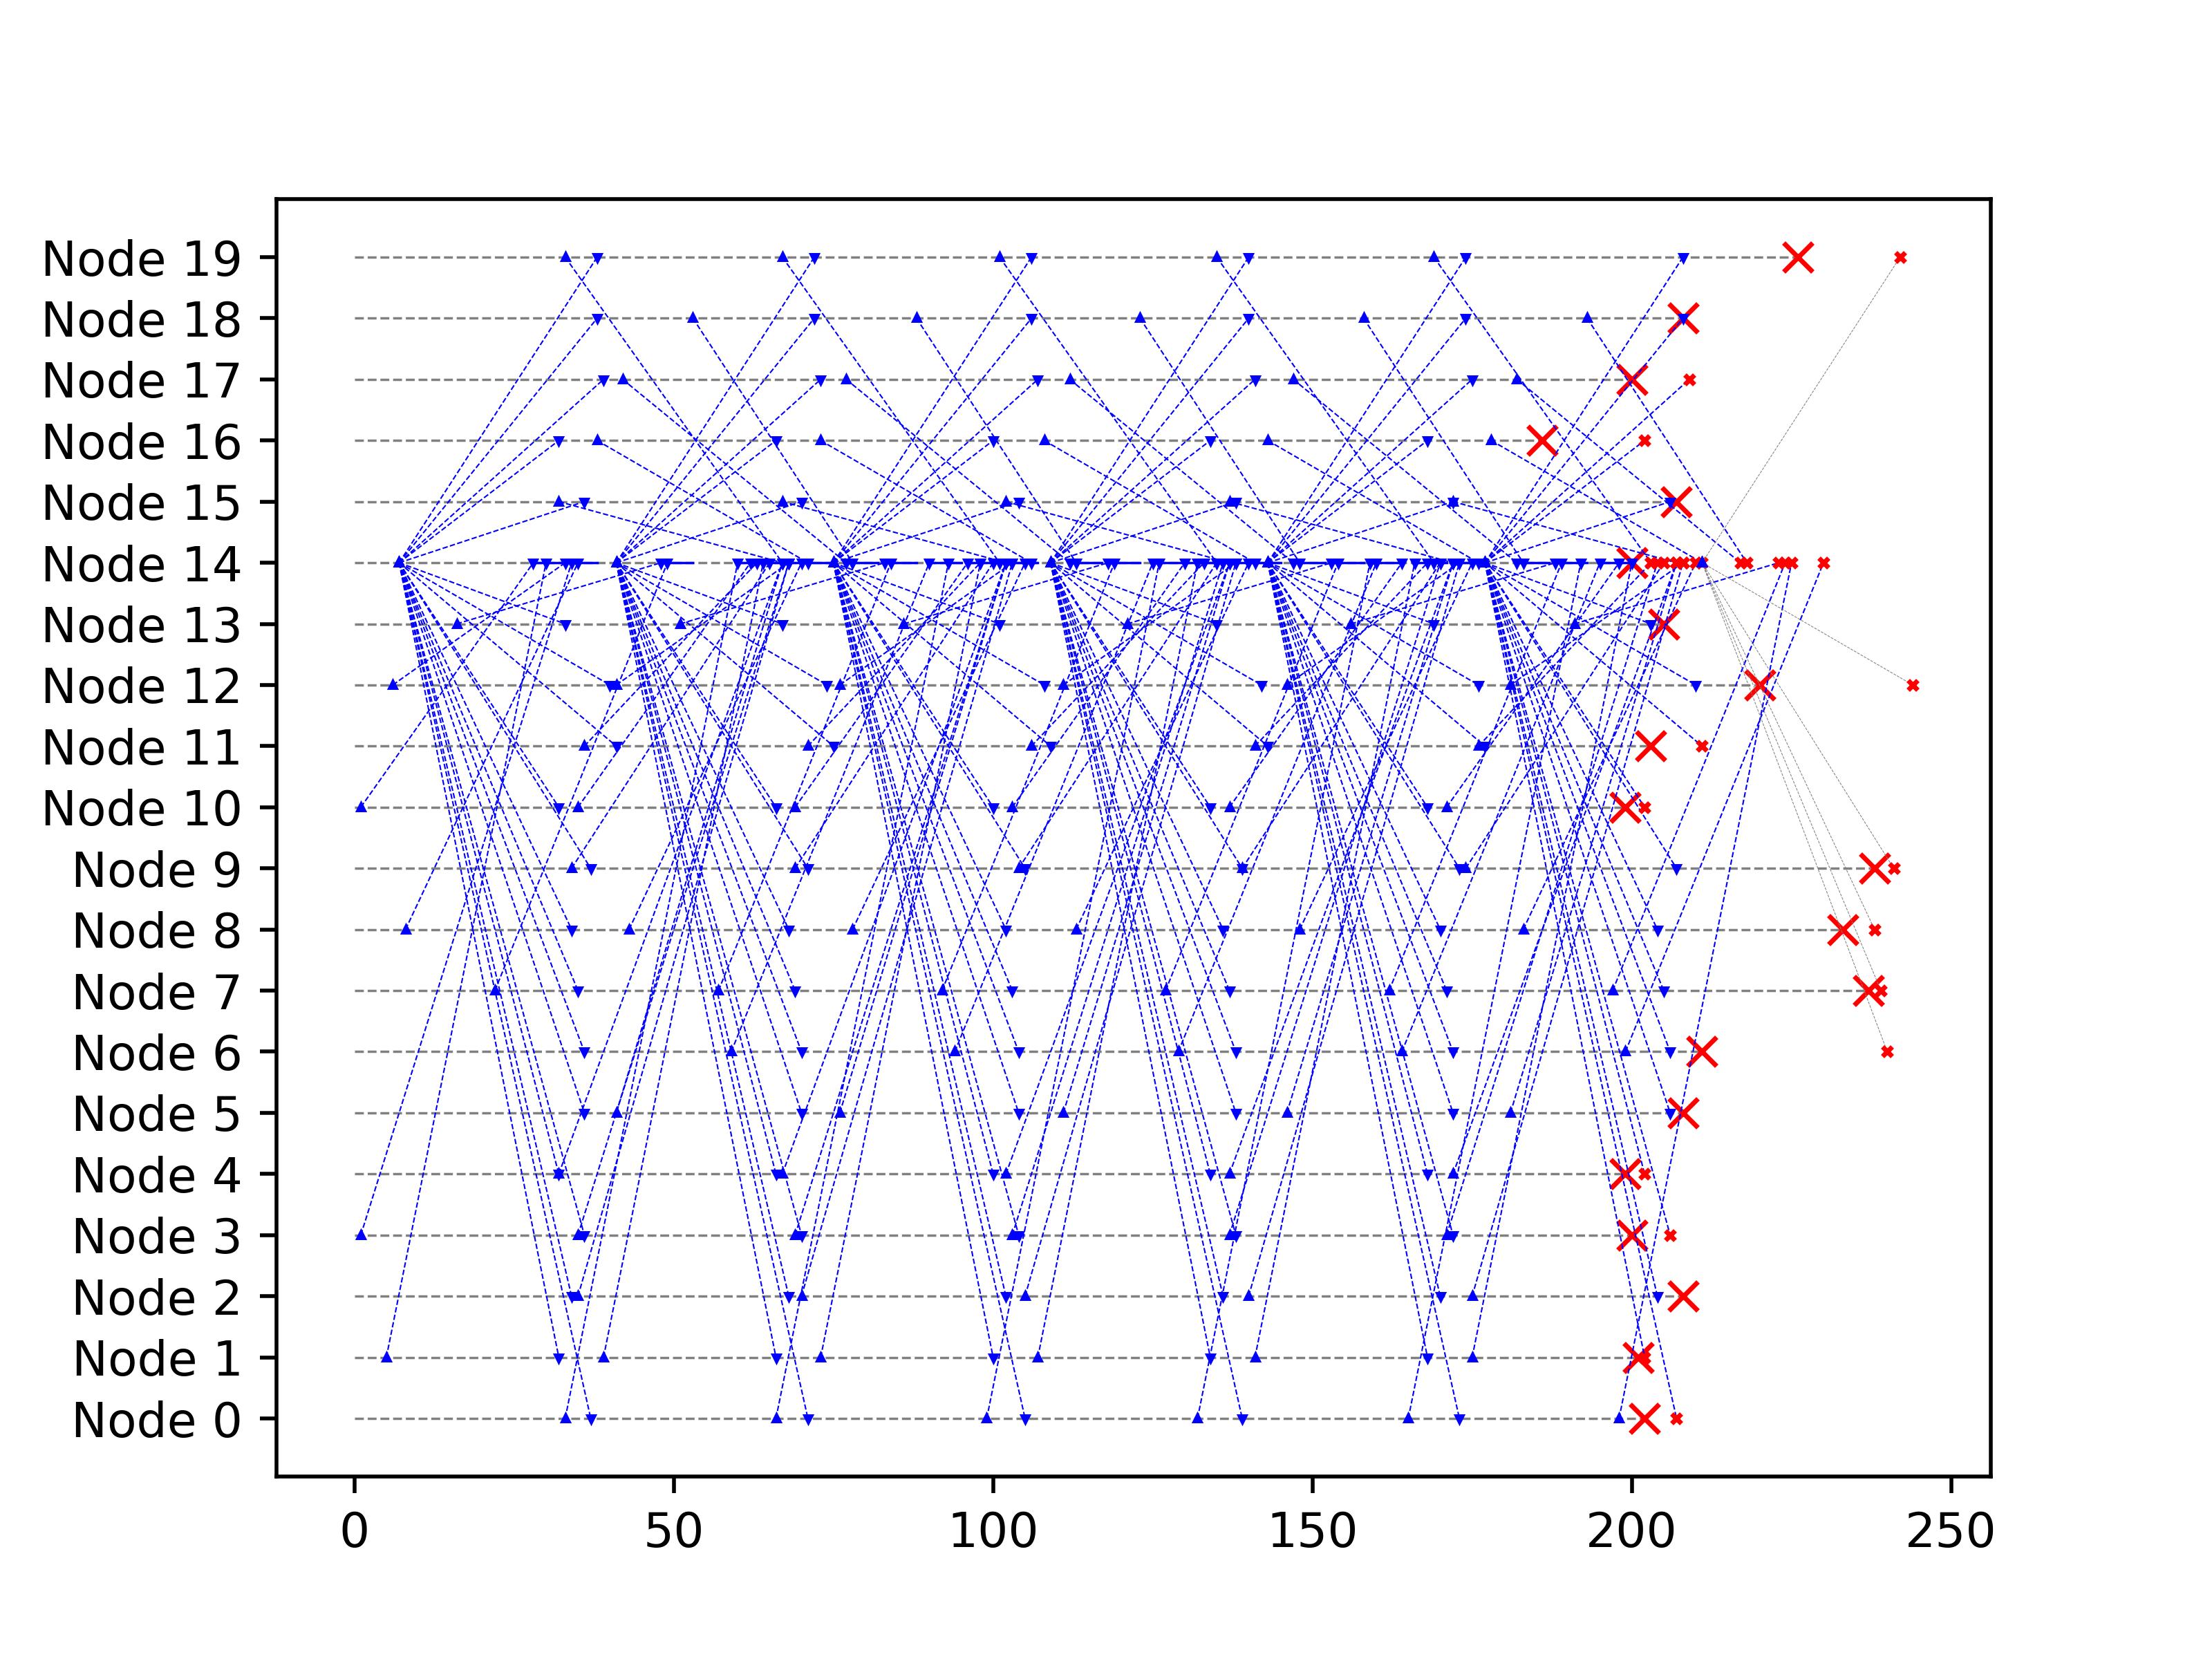 Node 19
Node 18
Node 17
Node 16
Node 15
Node 14
Node 13
Node 12
Node 11
Node 10
Node 9
Node 8
Node 7
Node 6
Node 5
Node 4
Node 3
Node 2
Node 1
Node 0
0 50 100 150 200 250